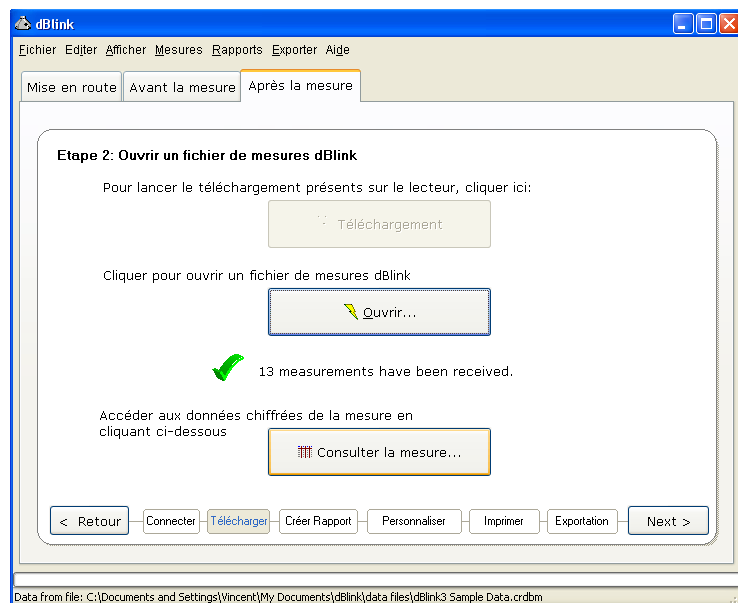 dBlink
Fichier Editer Afficher Mesures Rapports Exporter Aide
Mise en route Avant la mesure Après la mesure
Etape 2: Ouvrir un fichier de mesures dBlink
Pour lancer le téléchargement présents sur le lecteur, cliquer ici:
Téléchargement
Cliquer pour ouvrir un fichier de mesures dBlink
Ouvrir...
13 measurements have been received.
Accéder aux données chiffrées de la mesure en
cliquant ci-dessous
Consulter la mesure...
< Retour Connecter Télécharger Créer Rapport Personnaliser Imprimer Exportation Next >
Data from file: C:\Documents and Settings\Vincent\My Documents\dBlink\data files\dBlink3 Sample Data.crdbm